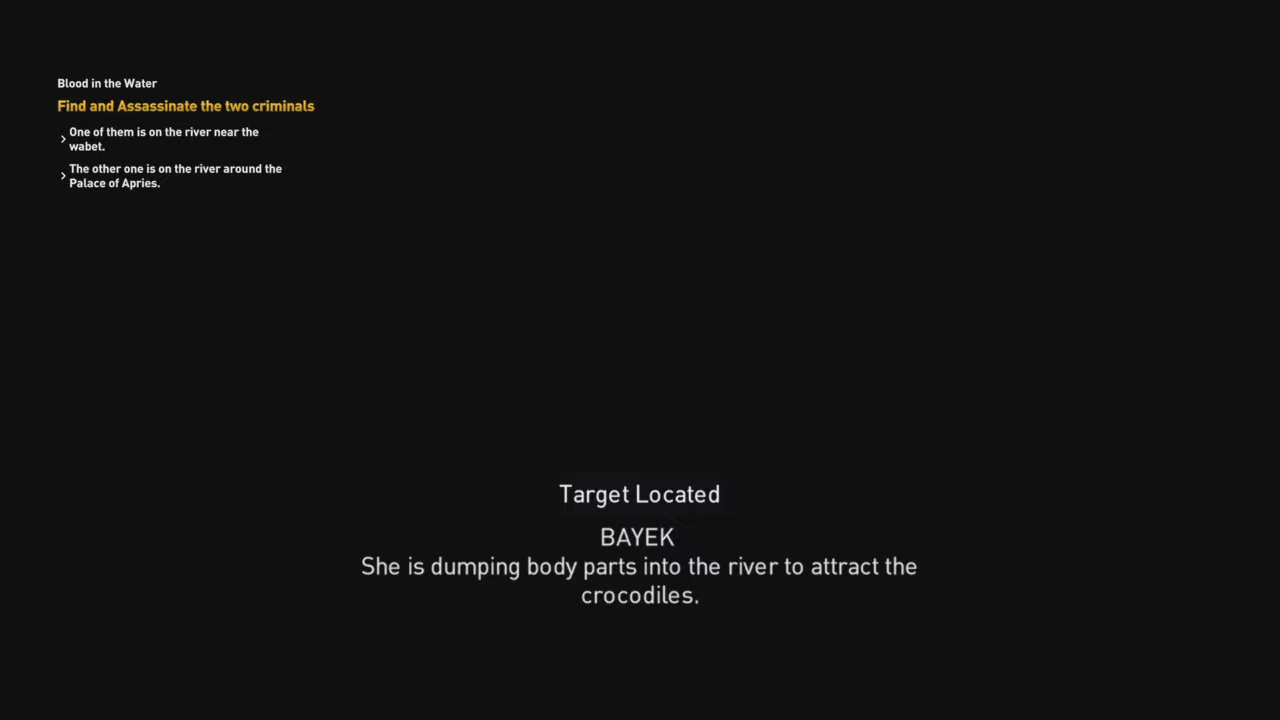 Blood in the Water
Find and Assassinate the two criminals
One of them is on the river near the
wabet.
The other one is on the river around the
Palace of Apries.
Target Located
BAYEK
She is dumping body parts into the river to attract the
crocodiles.